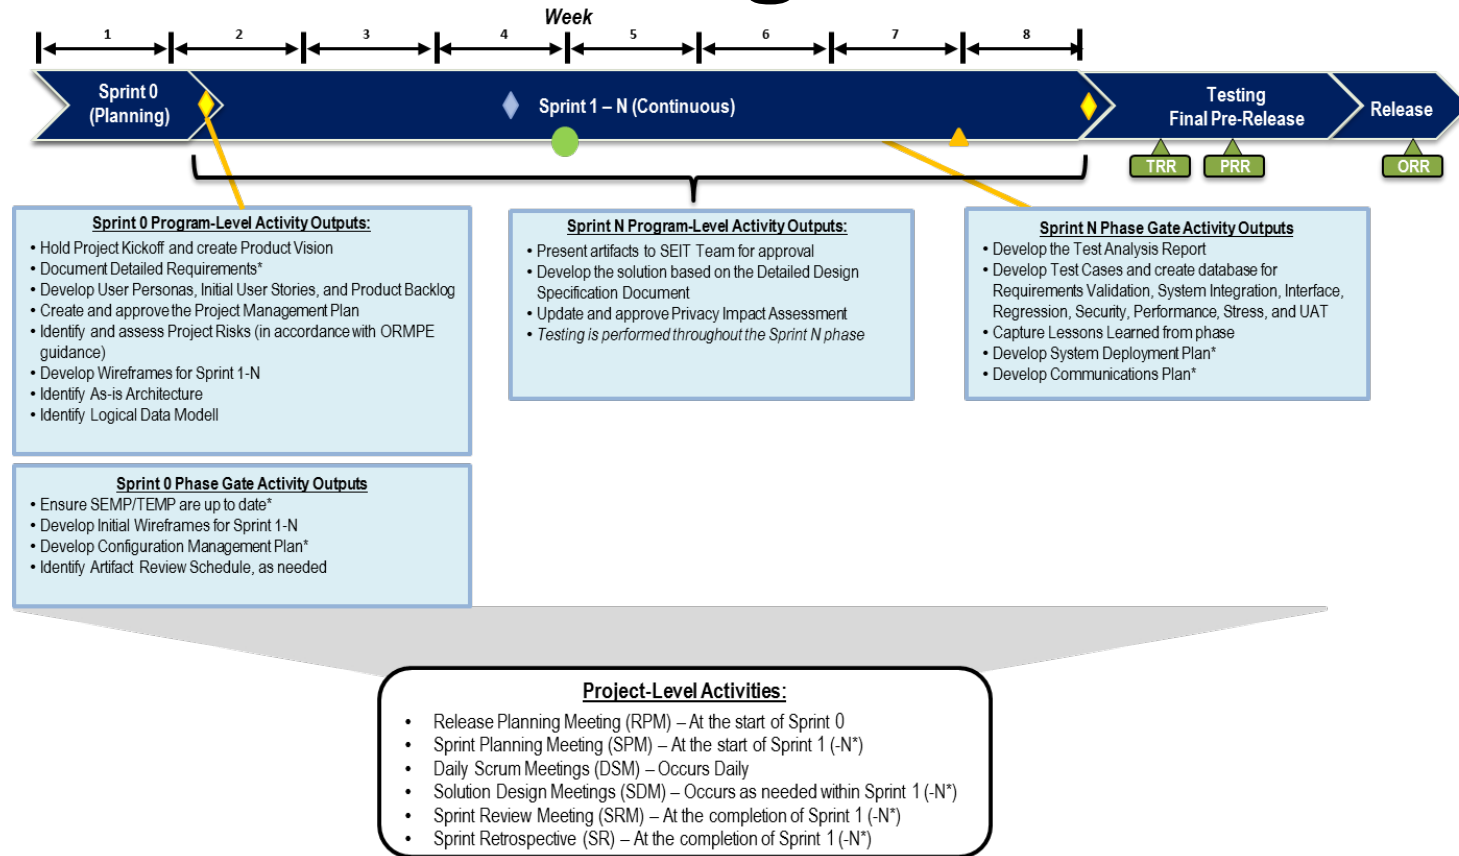 Week
1 2 3 4 5 6 7 8
Sprint 0
(Planning)
Sprint 1 – N (Continuous)
Testing
Final Pre-Release
Release
TRR
PRR
ORR
Sprint 0 Program-Level Activity Outputs:
• Hold Project Kickoff and create Product Vision
• Document Detailed Requirements*
• Develop User Personas, Initial User Stories, and Product Backlog
• Create and approve the Project Management Plan
• Identify and assess Project Risks (in accordance with ORMPE
guidance)
• Develop Wireframes for Sprint 1-N
• Identify As-is Architecture
• Identify Logical Data Modell
Sprint N Program-Level Activity Outputs:
• Present artifacts to SEIT Team for approval
• Develop the solution based on the Detailed Design
Specification Document
• Update and approve Privacy Impact Assessment
• Testing is performed throughout the Sprint N phase
Sprint N Phase Gate Activity Outputs
• Develop the Test Analysis Report
• Develop Test Cases and create database for
Requirements Validation, System Integration, Interface,
Regression, Security, Performance, Stress, and UAT
• Capture Lessons Learned from phase
• Develop System Deployment Plan*
• Develop Communications Plan*
Sprint 0 Phase Gate Activity Outputs
• Ensure SEMP/TEMP are up to date*
• Develop Initial Wireframes for Sprint 1-N
• Develop Configuration Management Plan*
• Identify Artifact Review Schedule, as needed
Project-Level Activities:
• Release Planning Meeting (RPM) – At the start of Sprint 0
• Sprint Planning Meeting (SPM) – At the start of Sprint 1 (-N*)
• Daily Scrum Meetings (DSM) – Occurs Daily
• Solution Design Meetings (SDM) – Occurs as needed within Sprint 1 (-N*)
• Sprint Review Meeting (SRM) – At the completion of Sprint 1 (-N*)
• Sprint Retrospective (SR) – At the completion of Sprint 1 (-N*)